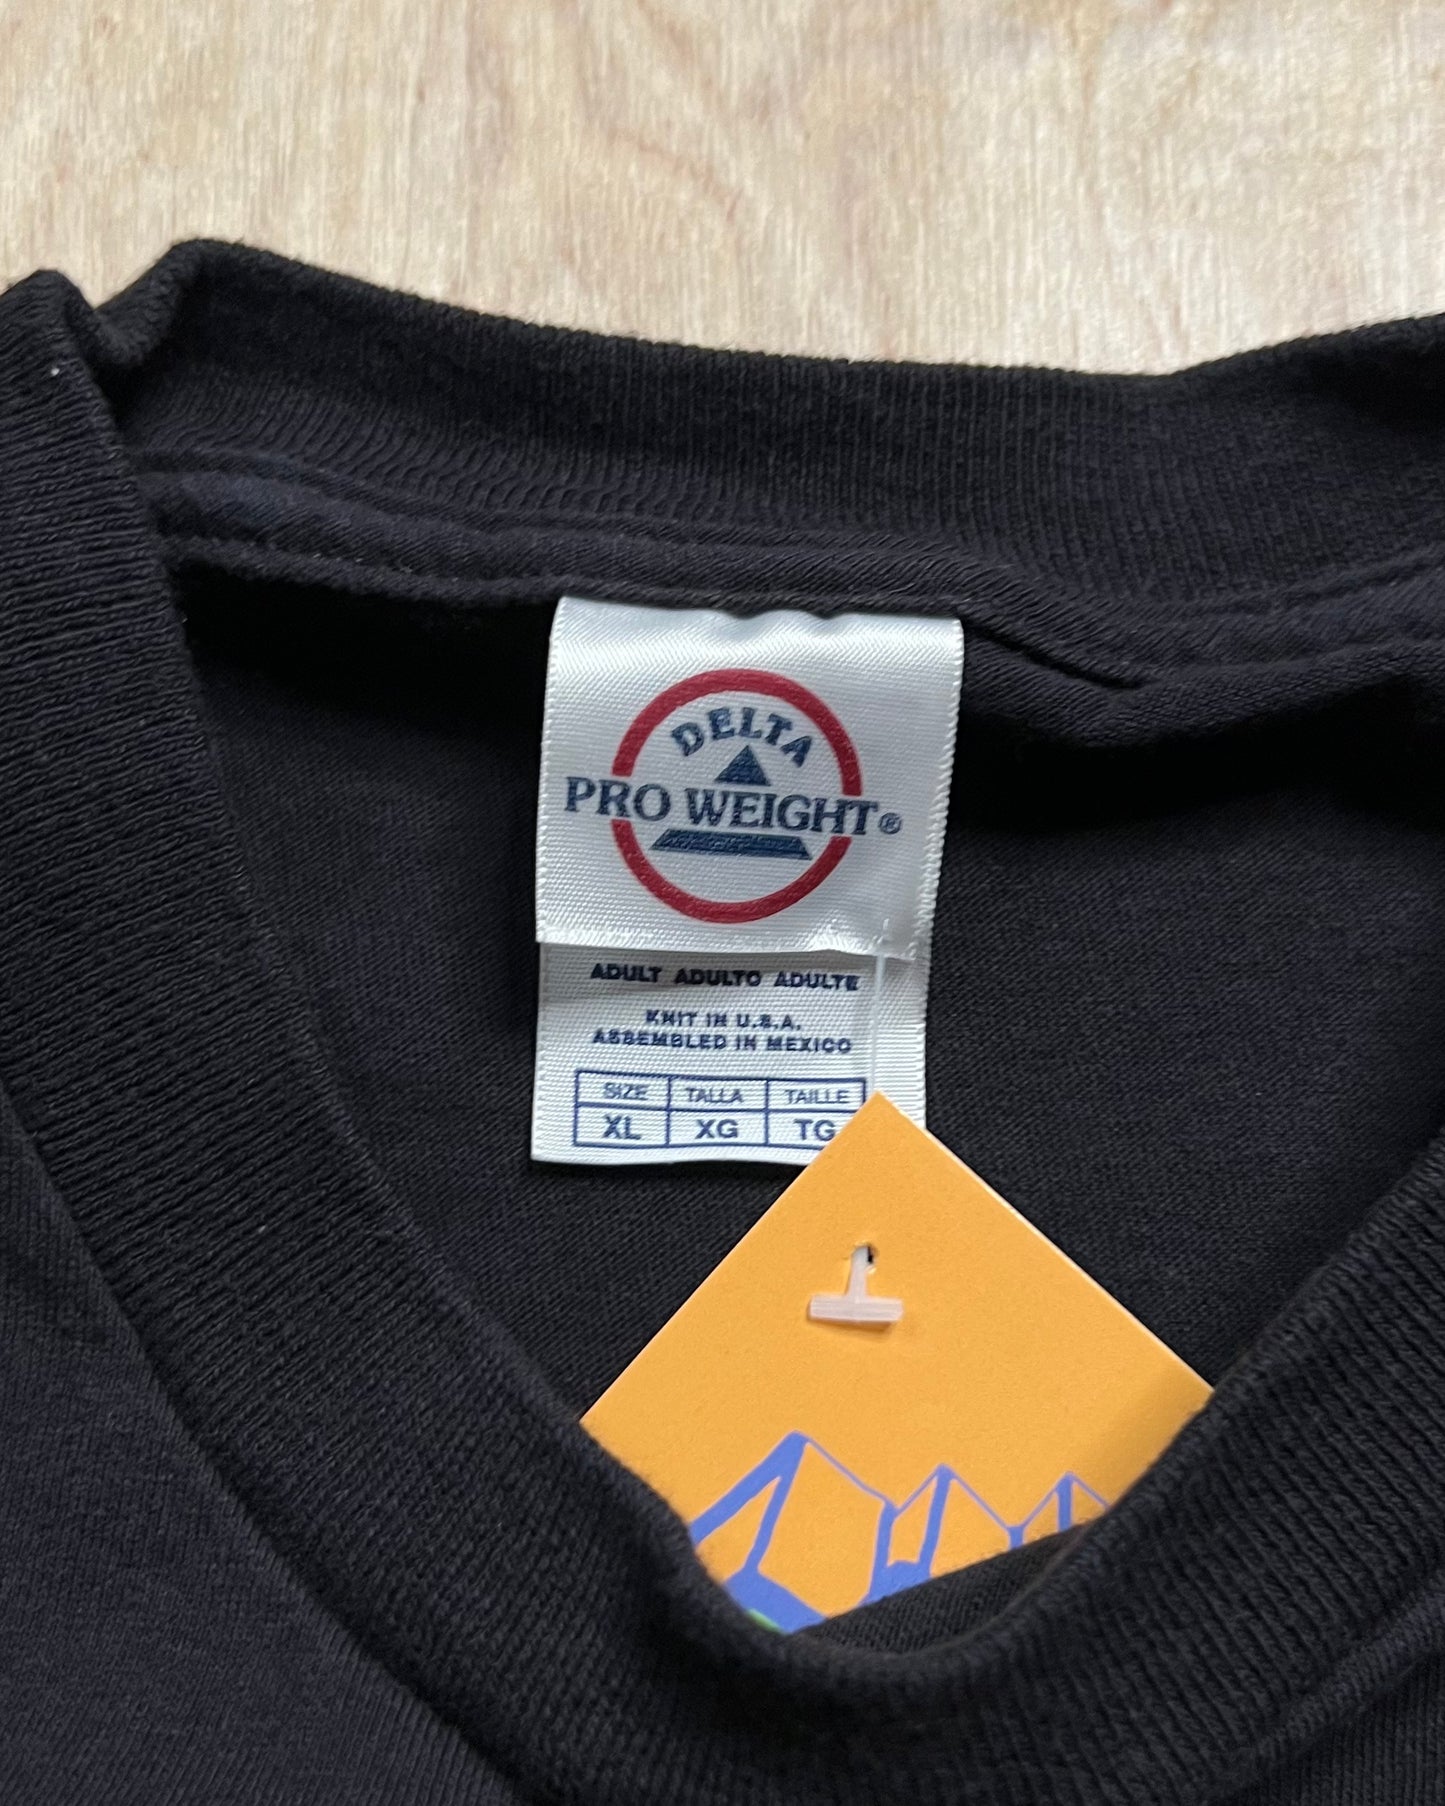 DELTA
PRO WEIGHT®
ADULT ADULTO ADULTE
KNIT IN U.S.A.
ASSEMBLED IN MEXICO
SIZE TALLA TAILLE
XL XG TG